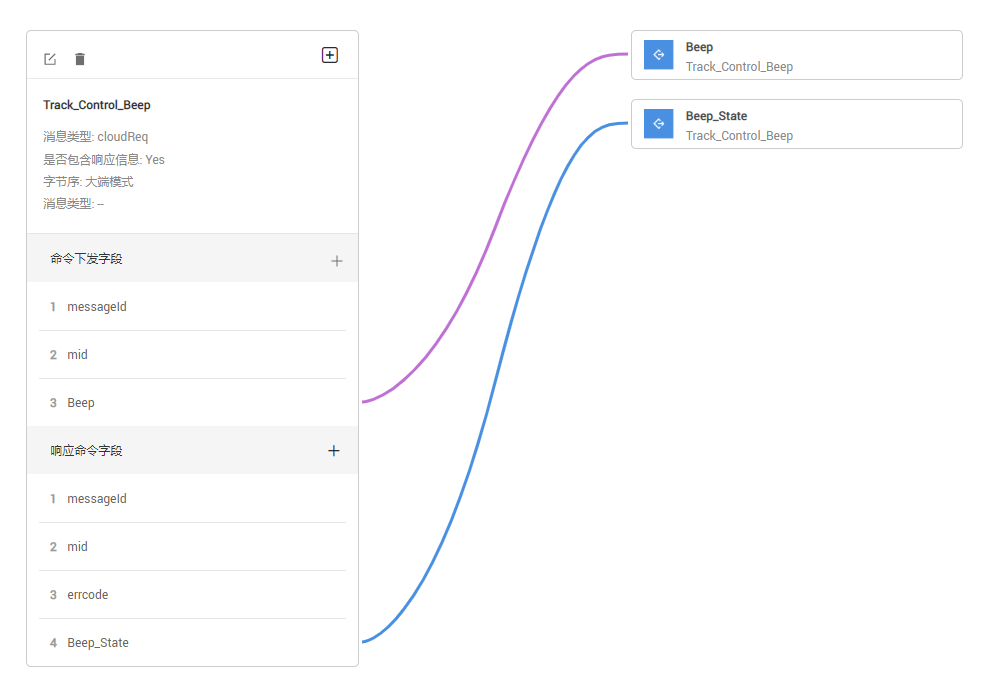 Track_Control_Beep
消息类型: cloudReq
是否包含响应信息: Yes
字节序: 大端模式
消息类型: –
命令下发字段
1 messageId
2 mid
3 Beep
响应命令字段
1 messageId
2 mid
3 errcode
4 Beep_State
Beep
Track_Control_Beep
Beep_State
Track_Control_Beep